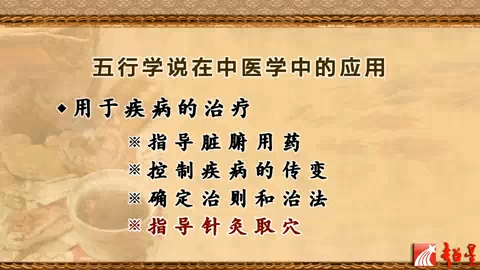 五行学说在中医学中的应用
◆用于疾病的治疗
※指导脏腑用药
※控制疾病的传变
※确定治则和治法
※指导针灸取穴
超星